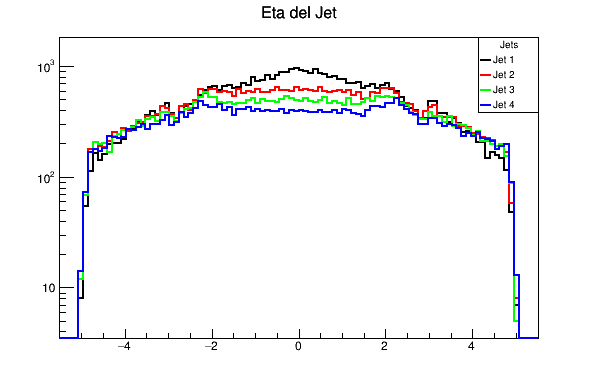 Eta del Jet
Jets
Jet 1
Jet 2
Jet 3
Jet 4
10³
10²
10
−4 −2 0 2 4